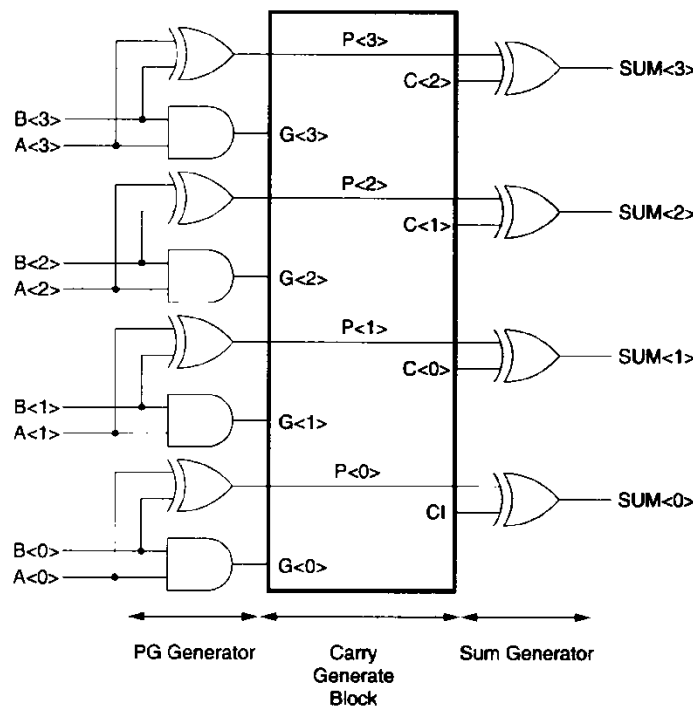 P<3>
C<2>
SUM<3>
B<3>
A<3>
G<3>
P<2>
C<1>
SUM<2>
B<2>
A<2>
G<2>
P<1>
C<0>
SUM<1>
B<1>
A<1>
G<1>
P<0>
CI
SUM<0>
B<0>
A<0>
G<0>
PG Generator
Carry
Generate
Block
Sum Generator